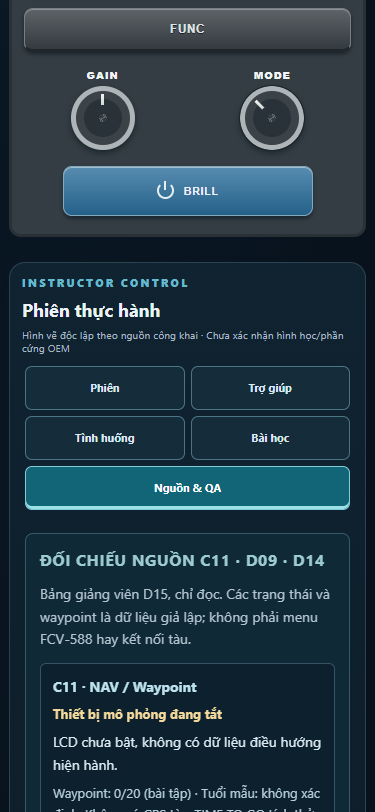 FUNC
GAIN
MODE
BRILL
INSTRUCTOR CONTROL
Phiên thực hành
Hình vẽ độc lập theo nguồn công khai · Chưa xác nhận hình học/phần
cứng OEM
Phiên
Trợ giúp
Tình huống
Bài học
Nguồn & QA
ĐỐI CHIẾU NGUỒN C11 · D09 · D14
Bảng giảng viên D15, chỉ đọc. Các trạng thái và
waypoint là dữ liệu giả lập; không phải menu
FCV-588 hay kết nối tàu.
C11 · NAV / Waypoint
Thiết bị mô phỏng đang tắt
LCD chưa bật, không có dữ liệu điều hướng
hiện hành.
Waypoint: 0/20 (bài tập) · Tuổi mẫu: không xác